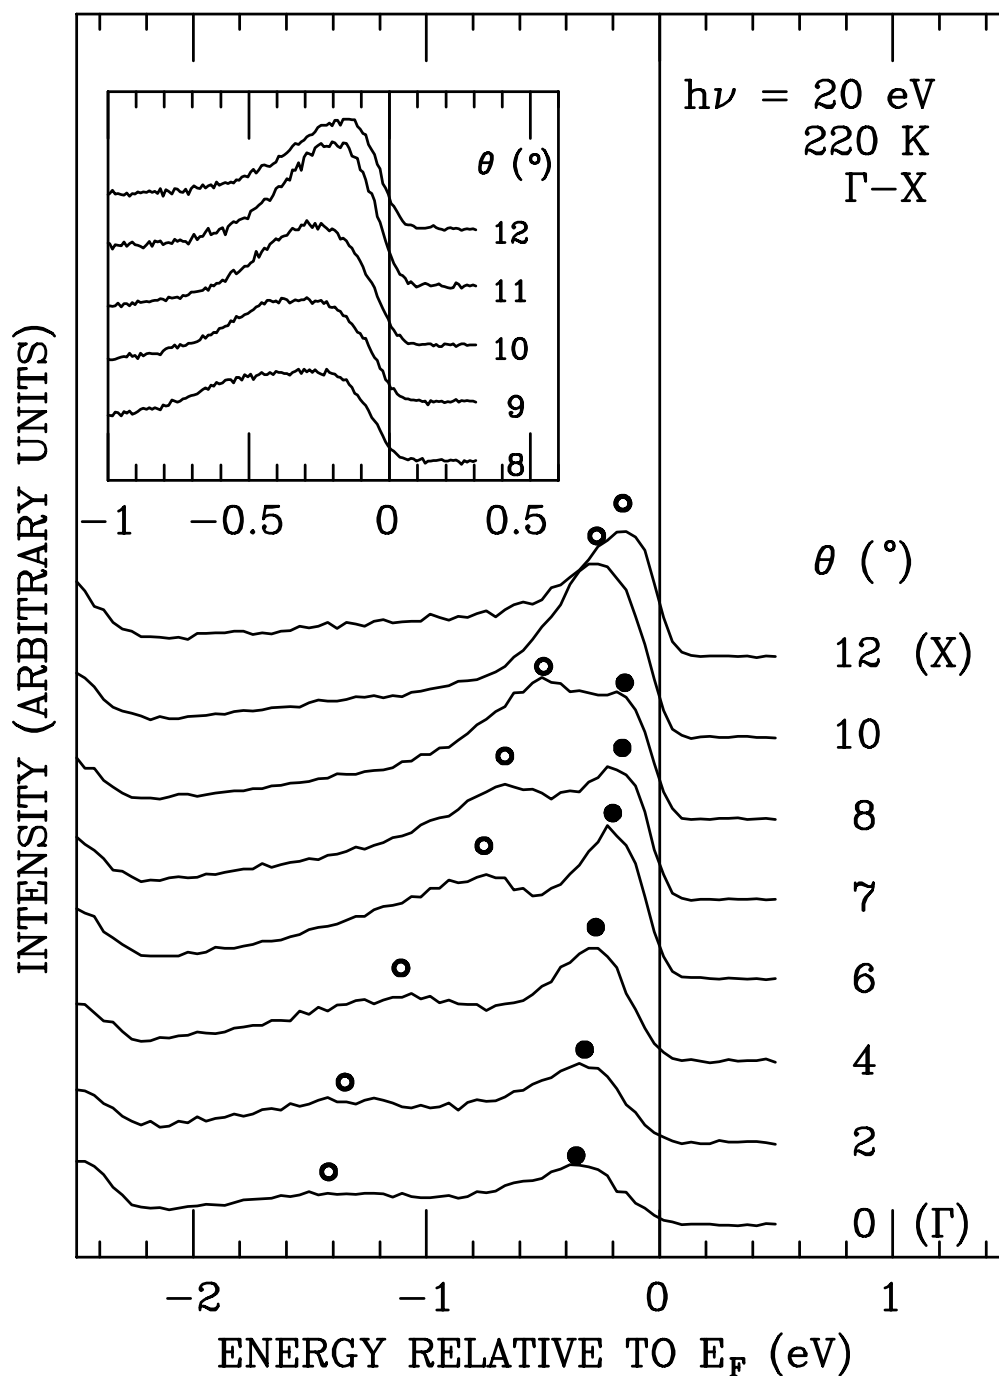 hν = 20 eV
220 K
Γ−X
θ (°)
12
11
10
9
8
−1 −0.5 0 0.5
θ (°)
12 (X)
10
8
7
6
4
2
0 (Γ)
INTENSITY (ARBITRARY UNITS)
−2 −1 0 1
ENERGY RELATIVE TO E_F (eV)